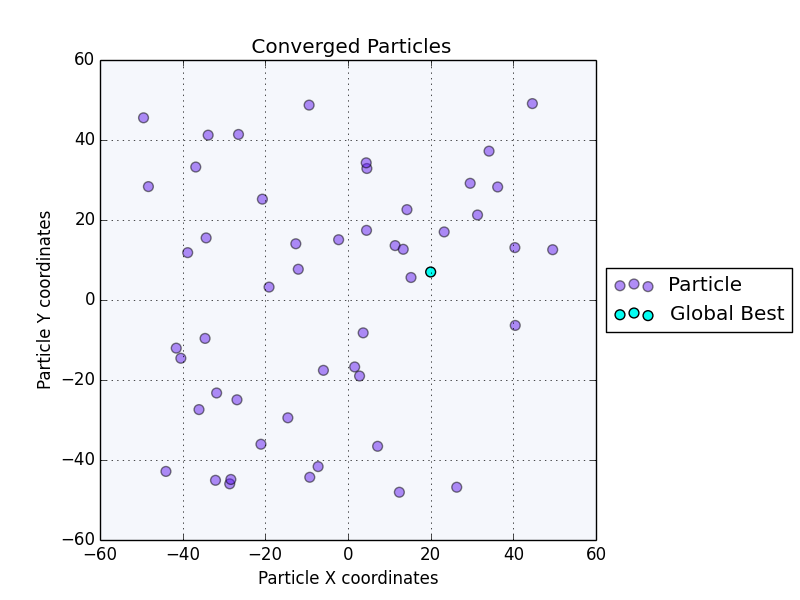 Converged Particles
60
40
20
0
−20
−40
−60
−60
−40
−20
0
20
40
60
Particle Y coordinates
Particle X coordinates
Particle
Global Best